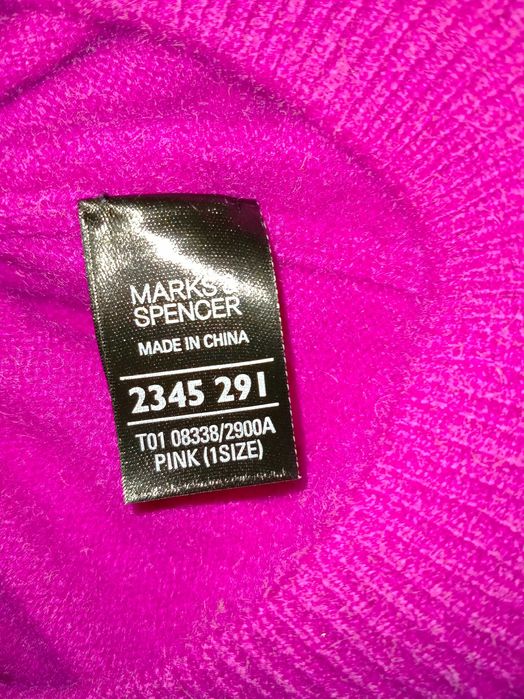 MARKS &
SPENCER
MADE IN CHINA
2345 291
T01 08338/2900A
PINK (1SIZE)